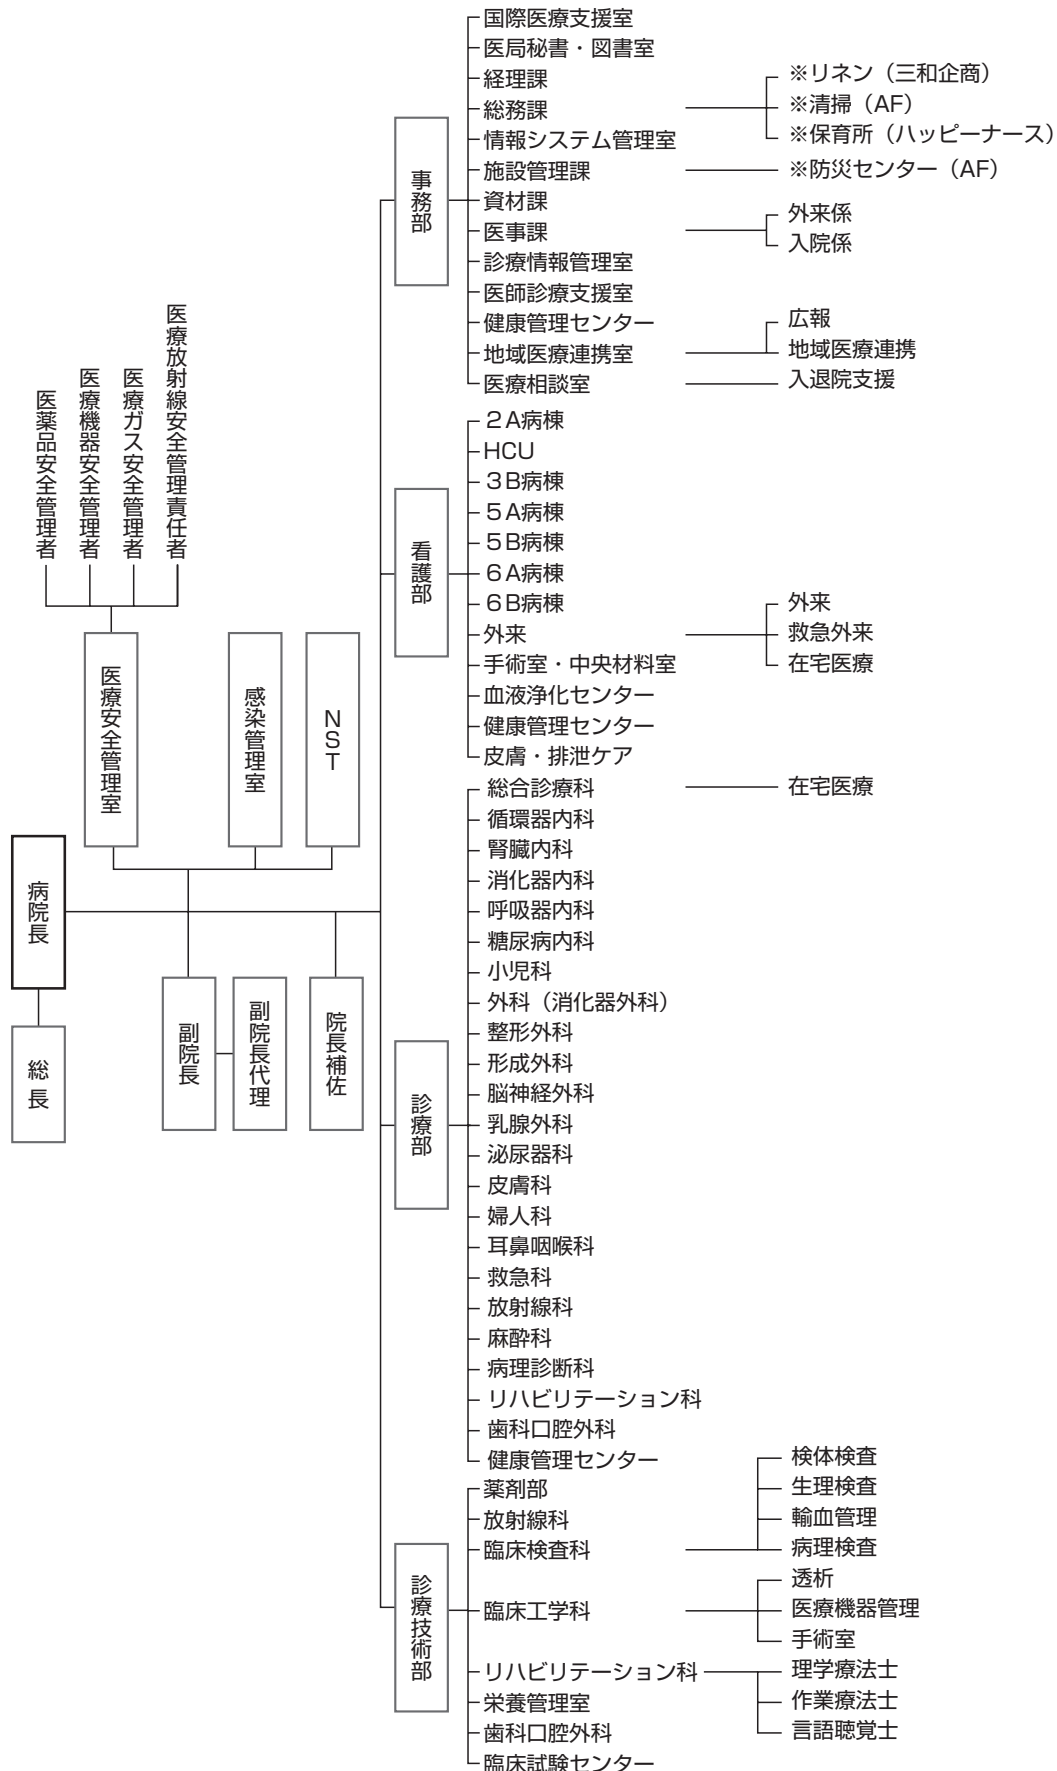 病院長
総長
医薬品安全管理者
医療機器安全管理者
医療ガス安全管理者
医療放射線安全管理責任者
医療安全管理室
感染管理室
NST
副院長
副院長代理
院長補佐
事務部
国際医療支援室
医局秘書・図書室
経理課
総務課
※リネン（三和企商）
※清掃（AF）
※保育所（ハッピーナース）
情報システム管理室
施設管理課
※防災センター（AF）
資材課
医事課
外来係
入院係
診療情報管理室
医師診療支援室
健康管理センター
地域医療連携室
広報
地域医療連携
医療相談室
入退院支援
看護部
２A病棟
HCU
３B病棟
５A病棟
５B病棟
６A病棟
６B病棟
外来
外来
救急外来
在宅医療
手術室・中央材料室
血液浄化センター
健康管理センター
皮膚・排泄ケア
診療部
総合診療科
在宅医療
循環器内科
腎臓内科
消化器内科
呼吸器内科
糖尿病内科
小児科
外科（消化器外科）
整形外科
形成外科
脳神経外科
乳腺外科
泌尿器科
皮膚科
婦人科
耳鼻咽喉科
救急科
放射線科
麻酔科
病理診断科
リハビリテーション科
歯科口腔外科
健康管理センター
診療技術部
薬剤部
放射線科
臨床検査科
検体検査
生理検査
輸血管理
病理検査
臨床工学科
透析
医療機器管理
手術室
リハビリテーション科
理学療法士
作業療法士
言語聴覚士
栄養管理室
歯科口腔外科
臨床試験センター